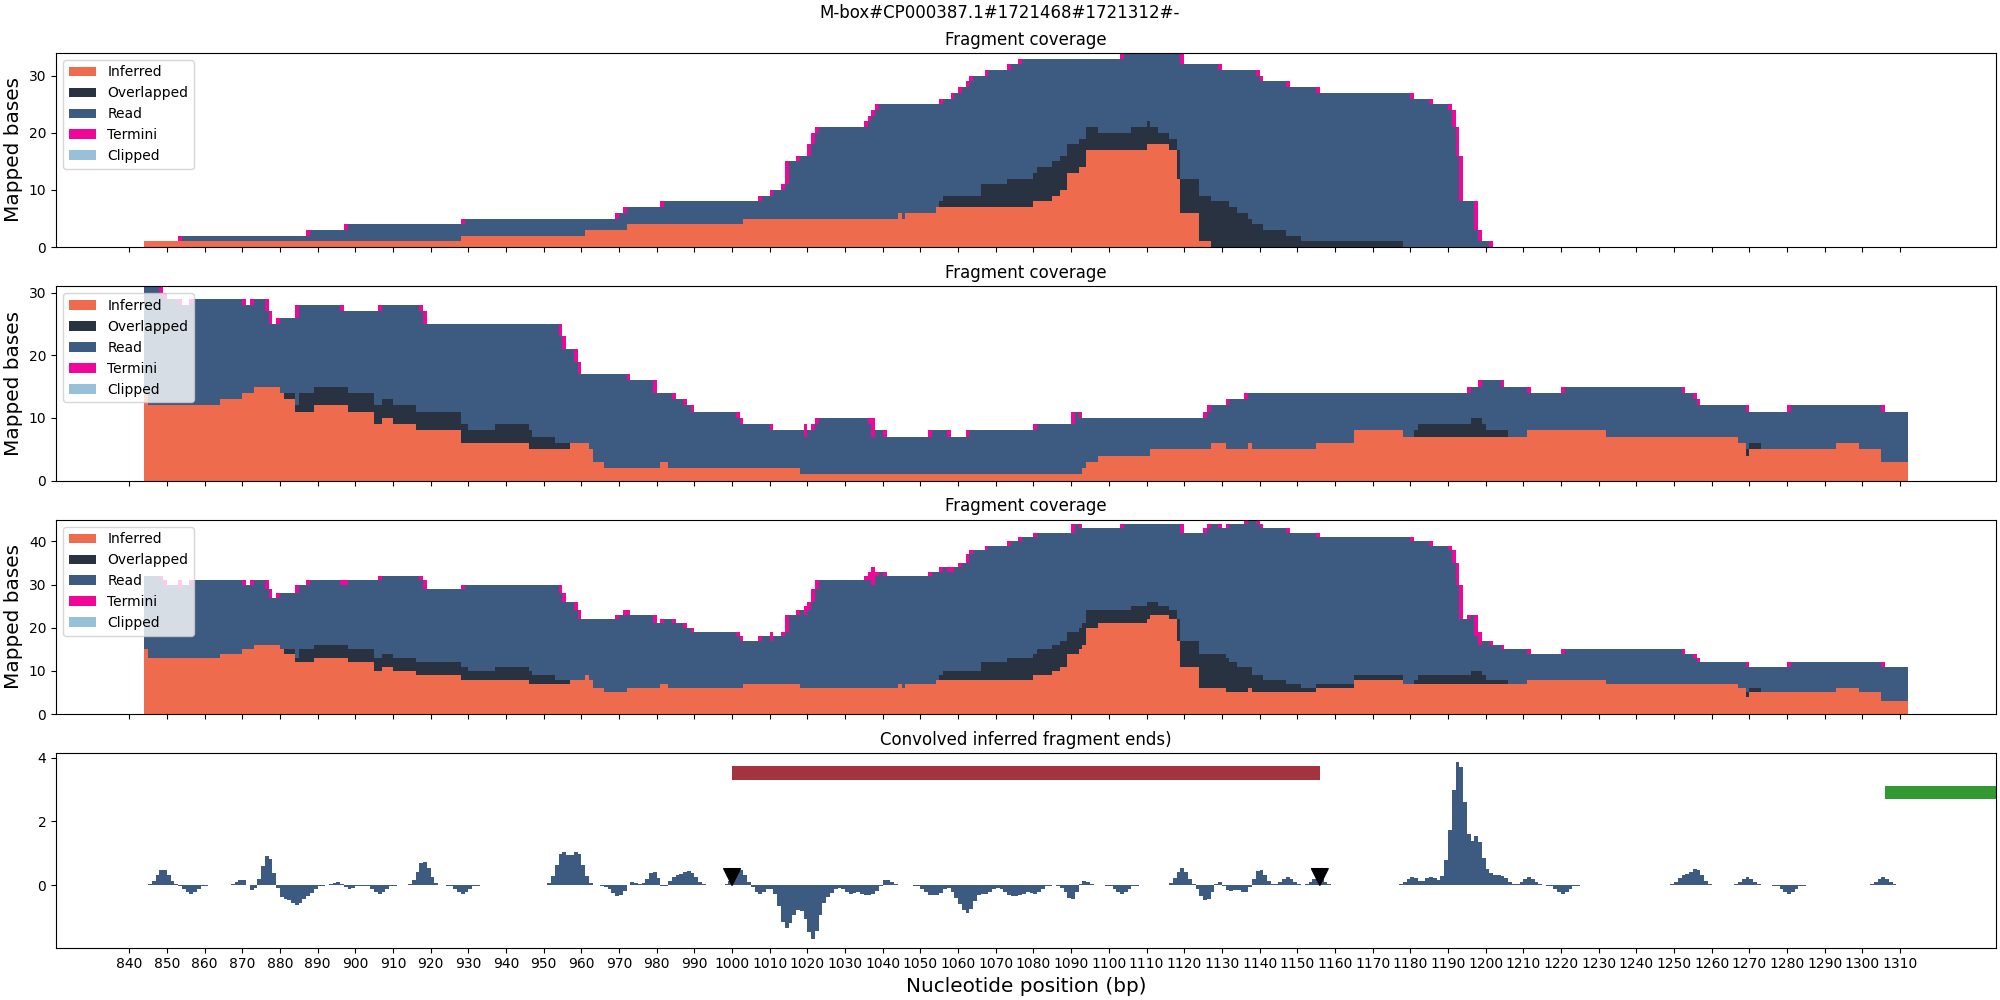 M-box#CP000387.1#1721468#1721312#-
Fragment coverage
Mapped bases
30
20
10
0
Inferred
Overlapped
Read
Termini
Clipped
Fragment coverage
Mapped bases
30
20
10
0
Inferred
Overlapped
Read
Termini
Clipped
Fragment coverage
Mapped bases
40
30
20
10
0
Inferred
Overlapped
Read
Termini
Clipped
Convolved inferred fragment ends)
4
2
0
840 850 860 870 880 890 900 910 920 930 940 950 960 970 980 990 1000 1010 1020 1030 1040 1050 1060 1070 1080 1090 1100 1110 1120 1130 1140 1150 1160 1170 1180 1190 1200 1210 1220 1230 1240 1250 1260 1270 1280 1290 1300 1310
Nucleotide position (bp)